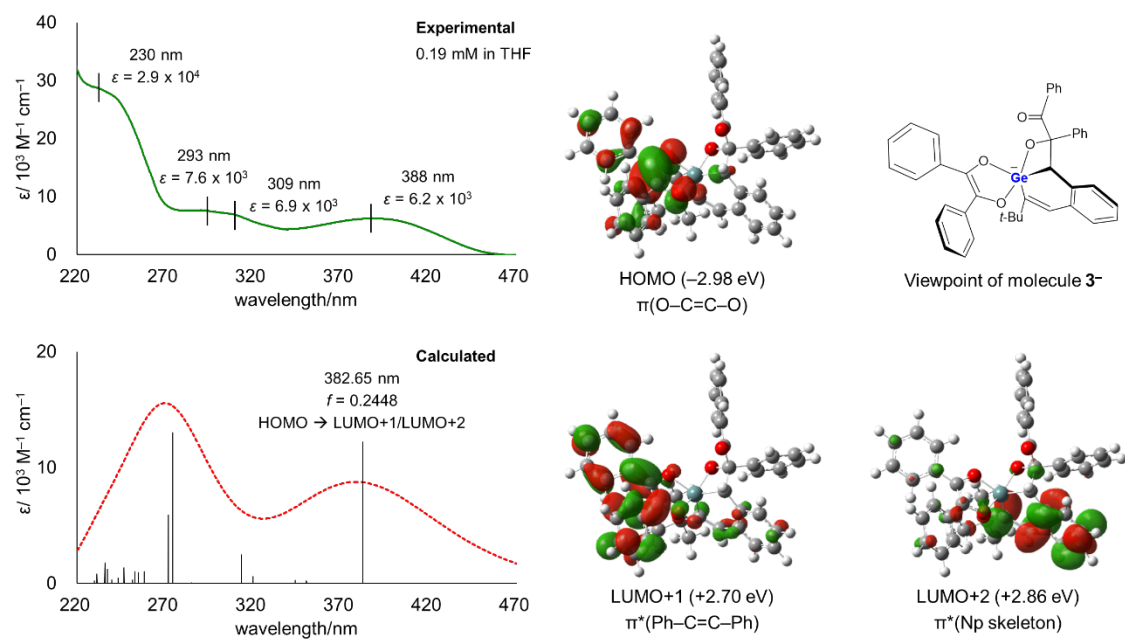 Experimental
0.19 mM in THF
230 nm
ε = 2.9 x 10⁴
293 nm
ε = 7.6 x 10³
309 nm
ε = 6.9 x 10³
388 nm
ε = 6.2 x 10³
ε/ 10³ M⁻¹ cm⁻¹
40
30
20
10
0
220 270 320 370 420 470
wavelength/nm
HOMO (–2.98 eV)
π(O–C=C–O)
Ph
O
Ph
O
O
–
Ge
O
t-Bu
Viewpoint of molecule 3⁻
Calculated
382.65 nm
f = 0.2448
HOMO → LUMO+1/LUMO+2
ε/ 10³ M⁻¹ cm⁻¹
20
10
0
220 270 320 370 420 470
wavelength/nm
LUMO+1 (+2.70 eV)
π*(Ph–C=C–Ph)
LUMO+2 (+2.86 eV)
π*(Np skeleton)